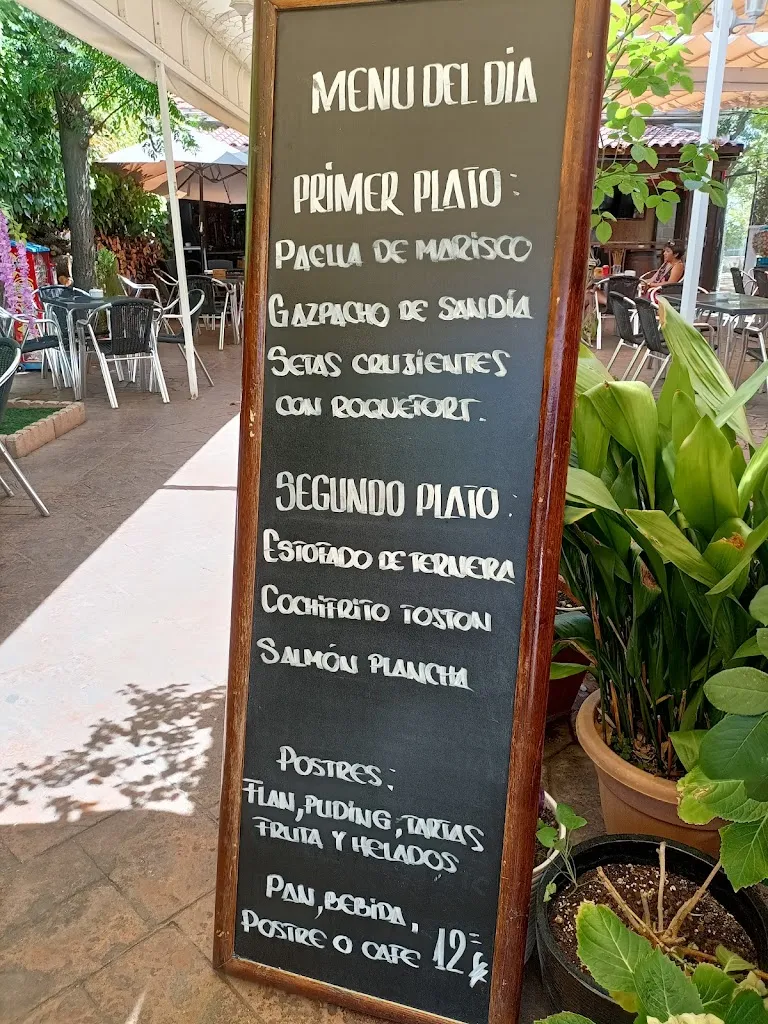 MENU DEL DÍA
PRIMER PLATO:
PAELLA DE MARISCO
GAZPACHO DE SANDÍA
SETAS CRUJIENTES
CON ROQUEFORT.
SEGUNDO PLATO:
ESTOFADO DE TERNERA
COCHIFRITO TOSTON
SALMÓN PLANCHA
POSTRES:
FLAN, PUDING, TARTAS
FRUTA Y HELADOS
PAN, BEBIDA,
POSTRE O CAFE 12€